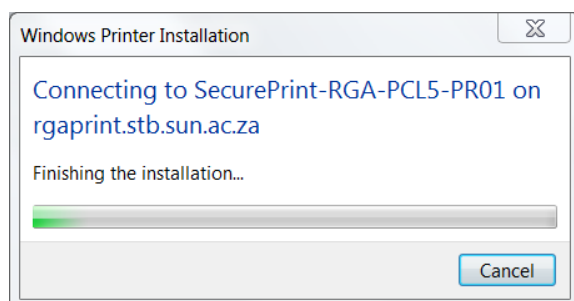 Windows Printer Installation
Connecting to SecurePrint-RGA-PCL5-PR01 on
rgaprint.stb.sun.ac.za
Finishing the installation...
Cancel